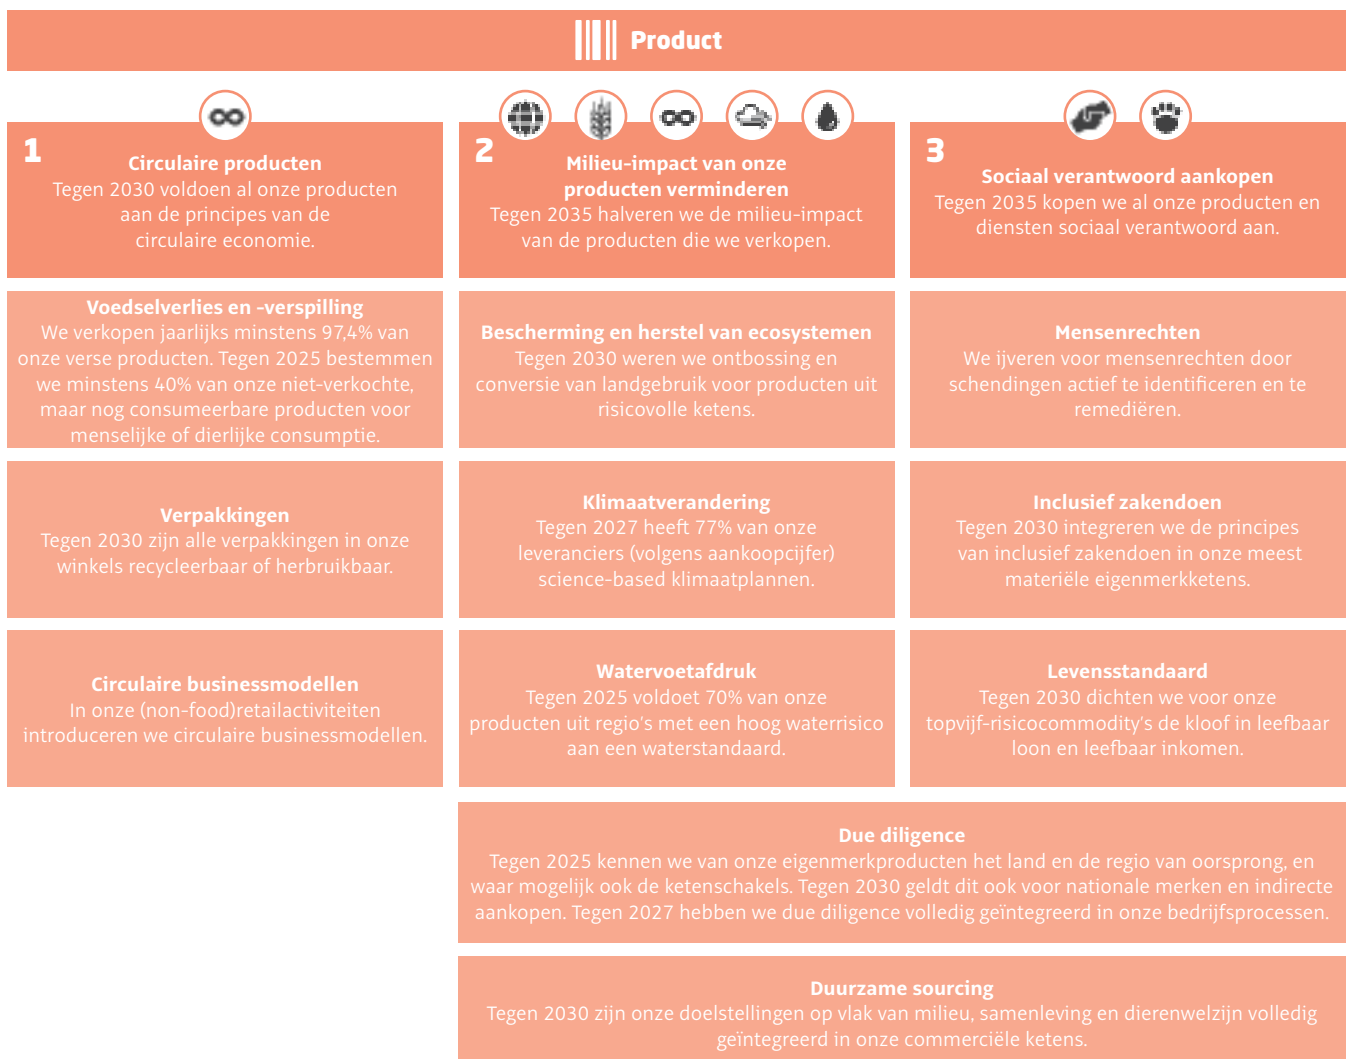 Product
1
Circulaire producten
Tegen 2030 voldoen al onze producten
aan de principes van de
circulaire economie.
Voedselverlies en -verspilling
We verkopen jaarlijks minstens 97,4% van
onze verse producten. Tegen 2025 bestemmen
we minstens 40% van onze niet-verkochte,
maar nog consumeerbare producten voor
menselijke of dierlijke consumptie.
Verpakkingen
Tegen 2030 zijn alle verpakkingen in onze
winkels recycleerbaar of herbruikbaar.
Circulaire businessmodellen
In onze (non-food)retailactiviteiten
introduceren we circulaire businessmodellen.
2
Milieu-impact van onze
producten verminderen
Tegen 2035 halveren we de milieu-impact
van de producten die we verkopen.
Bescherming en herstel van ecosystemen
Tegen 2030 weren we ontbossing en
conversie van landgebruik voor producten uit
risicovolle ketens.
Klimaatverandering
Tegen 2027 heeft 77% van onze
leveranciers (volgens aankoopcijfer)
science-based klimaatplannen.
Watervoetafdruk
Tegen 2025 voldoet 70% van onze
producten uit regio's met een hoog waterrisico
aan een waterstandaard.
3
Sociaal verantwoord aankopen
Tegen 2035 kopen we al onze producten en
diensten sociaal verantwoord aan.
Mensenrechten
We ijveren voor mensenrechten door
schendingen actief te identificeren en te
remediëren.
Inclusief zakendoen
Tegen 2030 integreren we de principes
van inclusief zakendoen in onze meest
materiële eigenmerkketens.
Levensstandaard
Tegen 2030 dichten we voor onze
topvijf-risicocommodity's de kloof in leefbaar
loon en leefbaar inkomen.
Due diligence
Tegen 2025 kennen we van onze eigenmerkproducten het land en de regio van oorsprong, en
waar mogelijk ook de ketenschakels. Tegen 2030 geldt dit ook voor nationale merken en indirecte
aankopen. Tegen 2027 hebben we due diligence volledig geïntegreerd in onze bedrijfsprocessen.
Duurzame sourcing
Tegen 2030 zijn onze doelstellingen op vlak van milieu, samenleving en dierenwelzijn volledig
geïntegreerd in onze commerciële ketens.